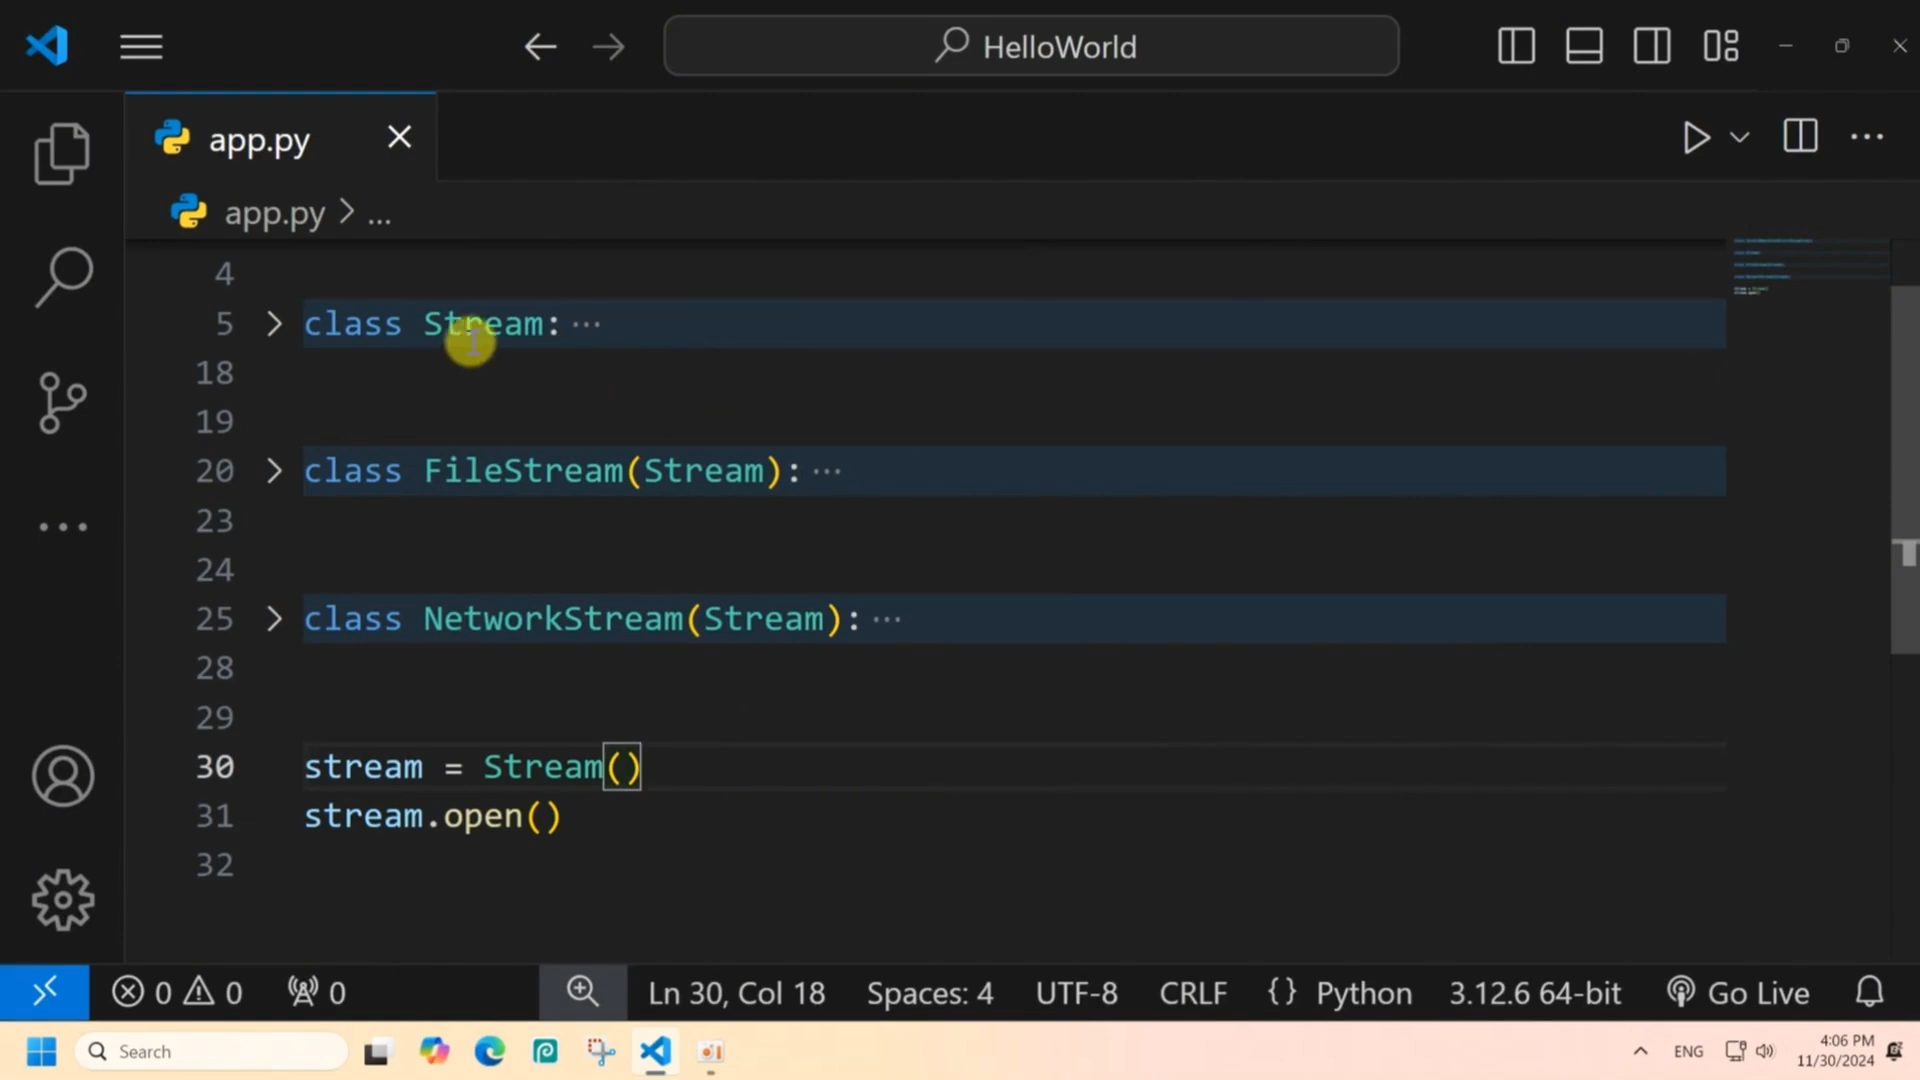 HelloWorld
app.py
app.py > ...
4
5 class Stream: ...
18
19
20 class FileStream(Stream): ...
23
24
25 class NetworkStream(Stream): ...
28
29
30 stream = Stream()
31 stream.open()
32
0 0 0 Ln 30, Col 18 Spaces: 4 UTF-8 CRLF {} Python 3.12.6 64-bit Go Live
Search ENG 4:06 PM
11/30/2024